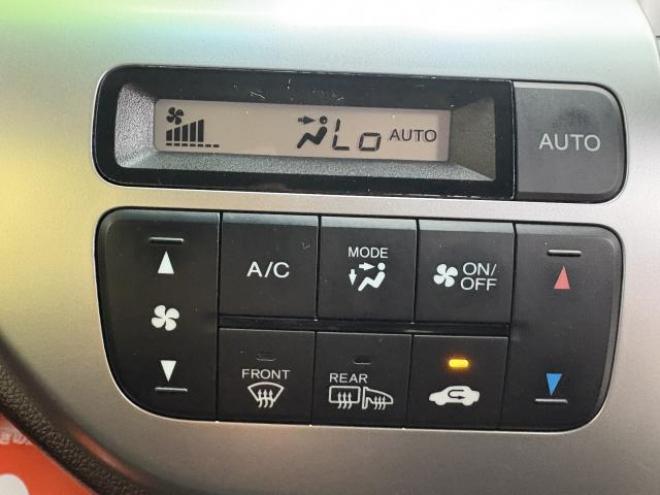 Lo AUTO
AUTO
A/C
MODE
ON/
OFF
FRONT
REAR